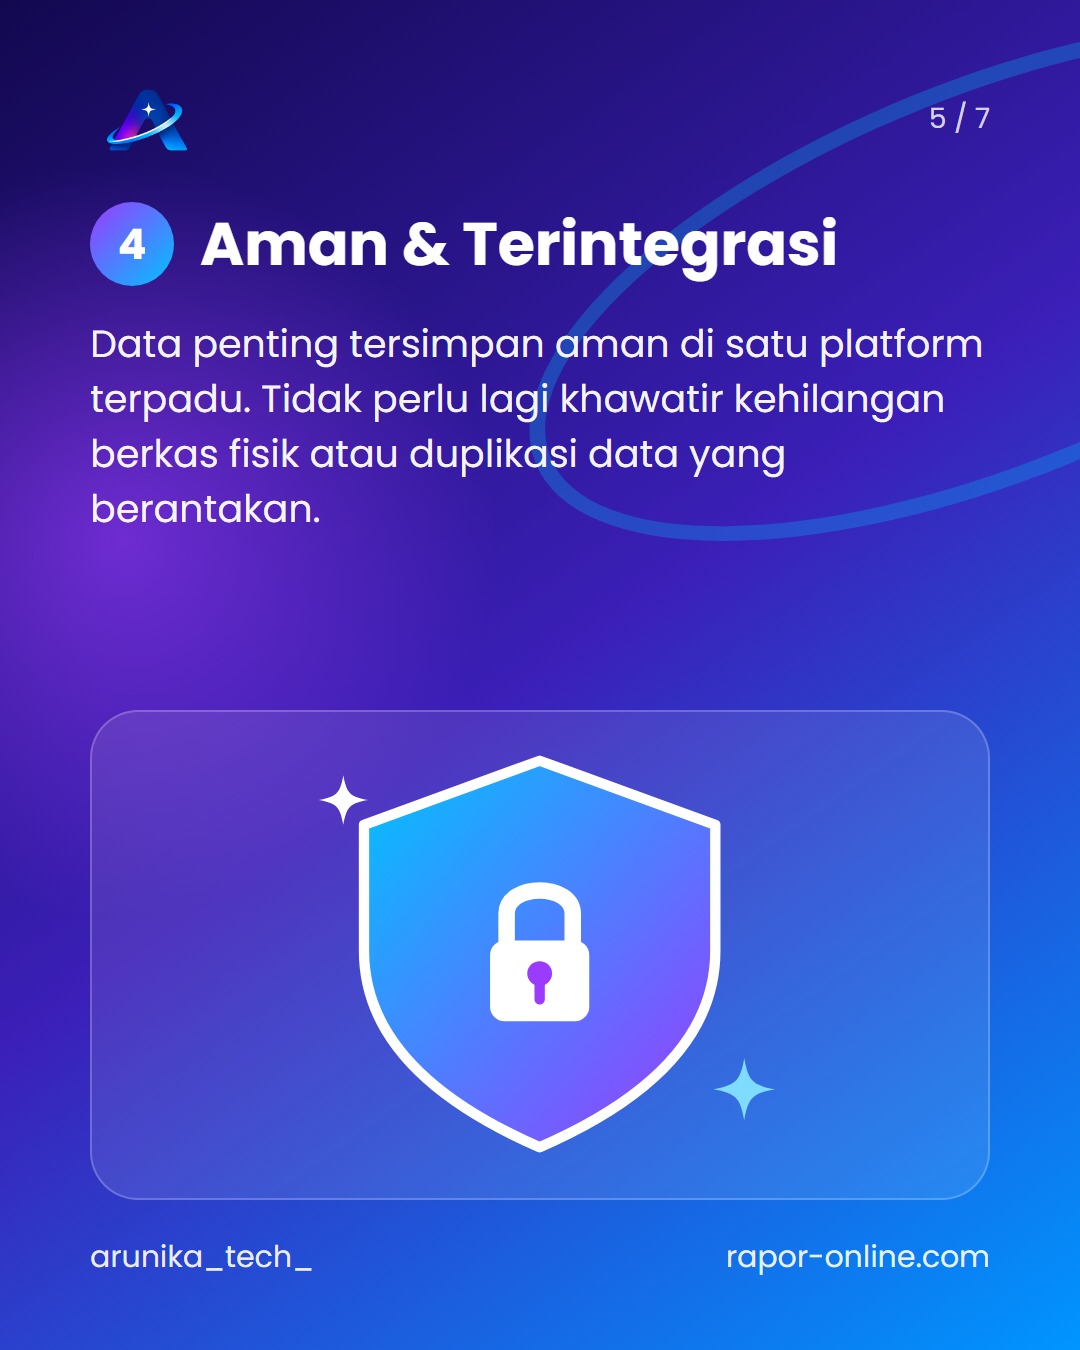 5 / 7
4 Aman & Terintegrasi
Data penting tersimpan aman di satu platform
terpadu. Tidak perlu lagi khawatir kehilangan
berkas fisik atau duplikasi data yang
berantakan.
arunika_tech_
rapor-online.com